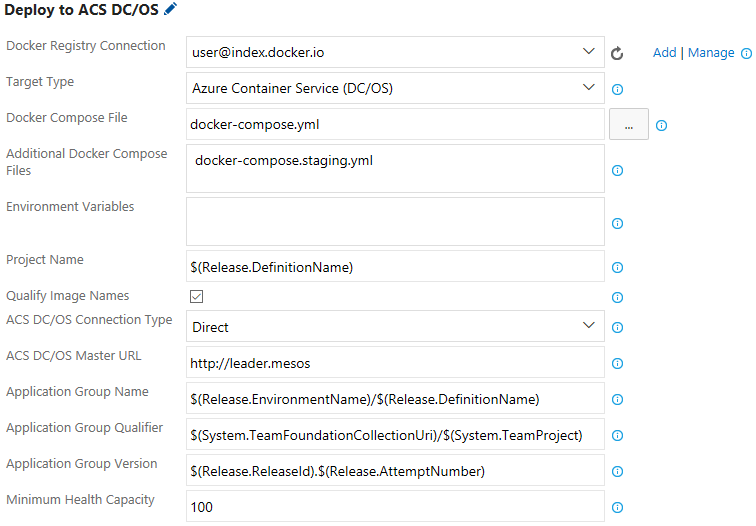 Deploy to ACS DC/OS
Docker Registry Connection
user@index.docker.io
Add | Manage
Target Type
Azure Container Service (DC/OS)
Docker Compose File
docker-compose.yml
...
Additional Docker Compose
Files
docker-compose.staging.yml
Environment Variables
Project Name
$(Release.DefinitionName)
Qualify Image Names
ACS DC/OS Connection Type
Direct
ACS DC/OS Master URL
http://leader.mesos
Application Group Name
$(Release.EnvironmentName)/$(Release.DefinitionName)
Application Group Qualifier
$(System.TeamFoundationCollectionUri)/$(System.TeamProject)
Application Group Version
$(Release.ReleaseId).$(Release.AttemptNumber)
Minimum Health Capacity
100